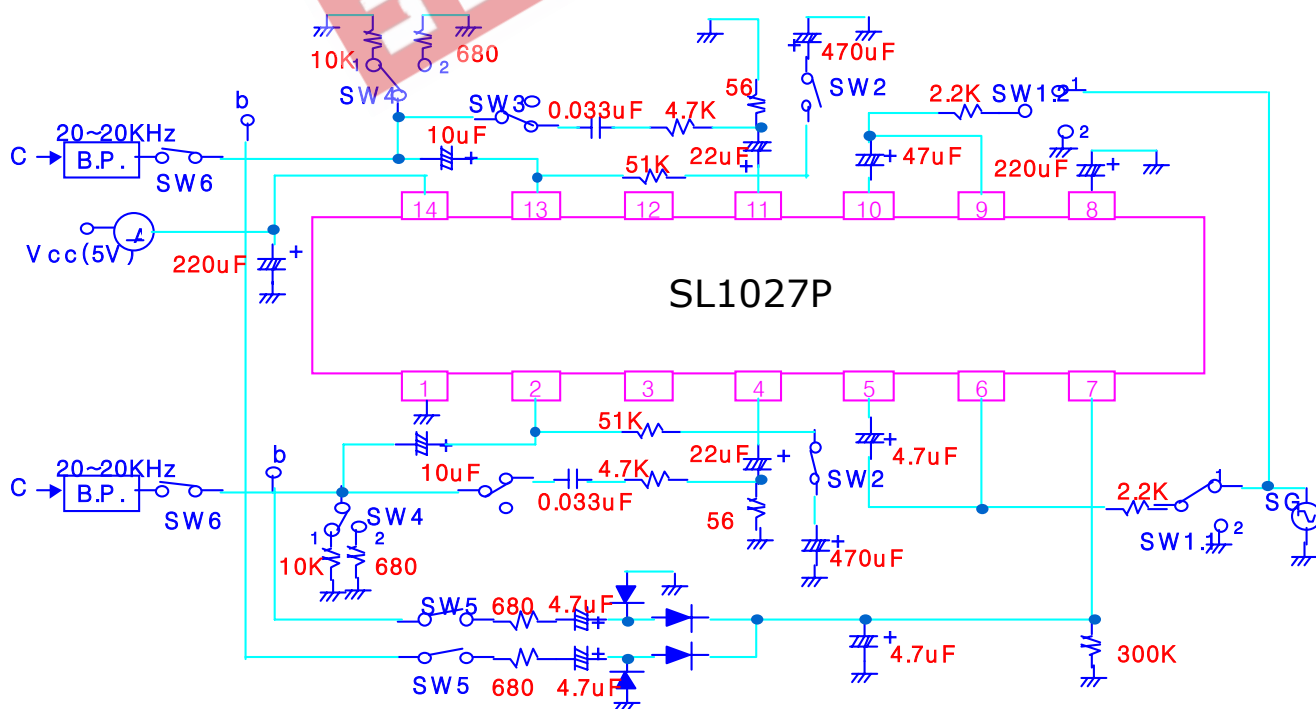 10K
1
2
680
470uF
SW4
SW3
0.033uF
4.7K
56
SW2
2.2K
SW1.2
1
b
10uF
22uF
+
+
51K
47uF
+
2
220uF
+
20~20KHz
C
B.P.
SW6
+
14
13
12
11
10
9
8
Vcc(5V)
220uF
+
SL1027P
1
2
3
4
5
6
7
51K
+
10uF
22uF
+
SW2
4.7uF
+
20~20KHz
b
C
B.P.
SW6
4.7K
0.033uF
SW4
1
2
10K
680
56
470uF
+
2.2K
1
2
SW1.1
SG
SW5
680
4.7uF
+
4.7uF
+
300K
SW5
680
4.7uF
+